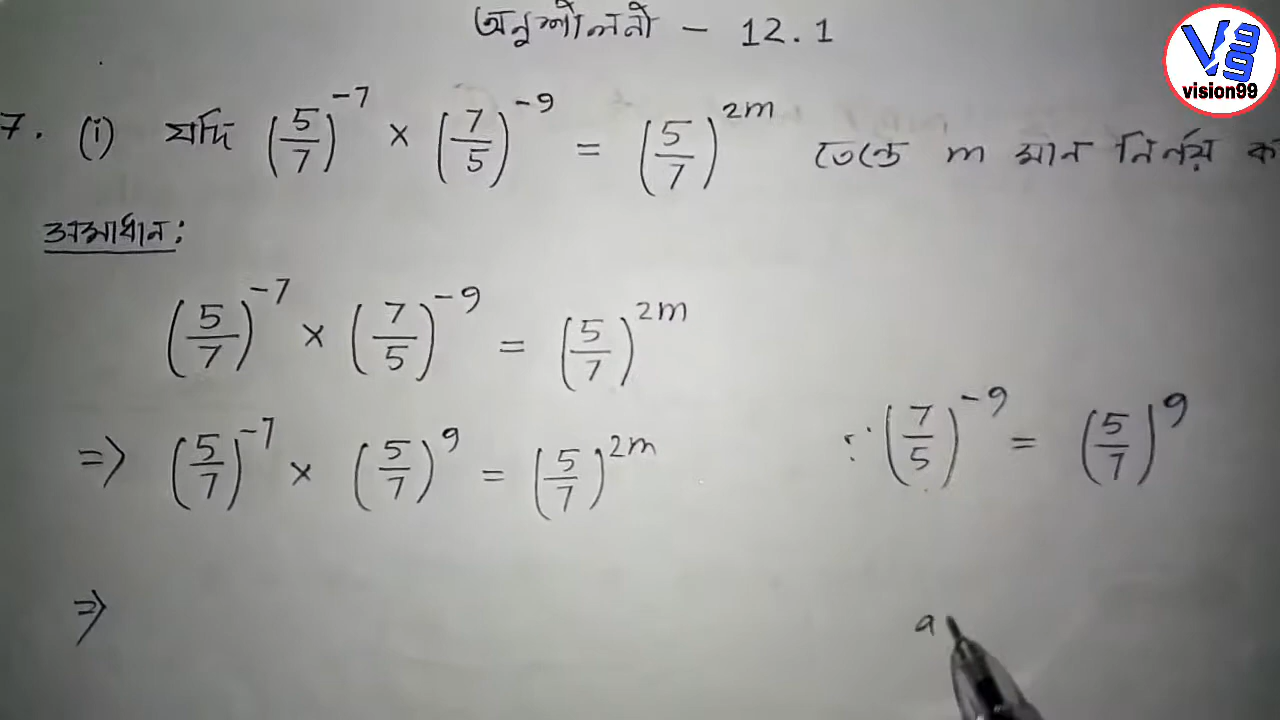 অনুশীলনী - 12.1
vision99
7. (i) যদি (5/7)^-7 × (7/5)^-9 = (5/7)^2m তেন্তে m মান নিৰ্ণয়
সমাধান:
(5/7)^-7 × (7/5)^-9 = (5/7)^2m
=> (5/7)^-7 × (5/7)^9 = (5/7)^2m ∵ (7/5)^-9 = (5/7)^9
=> a